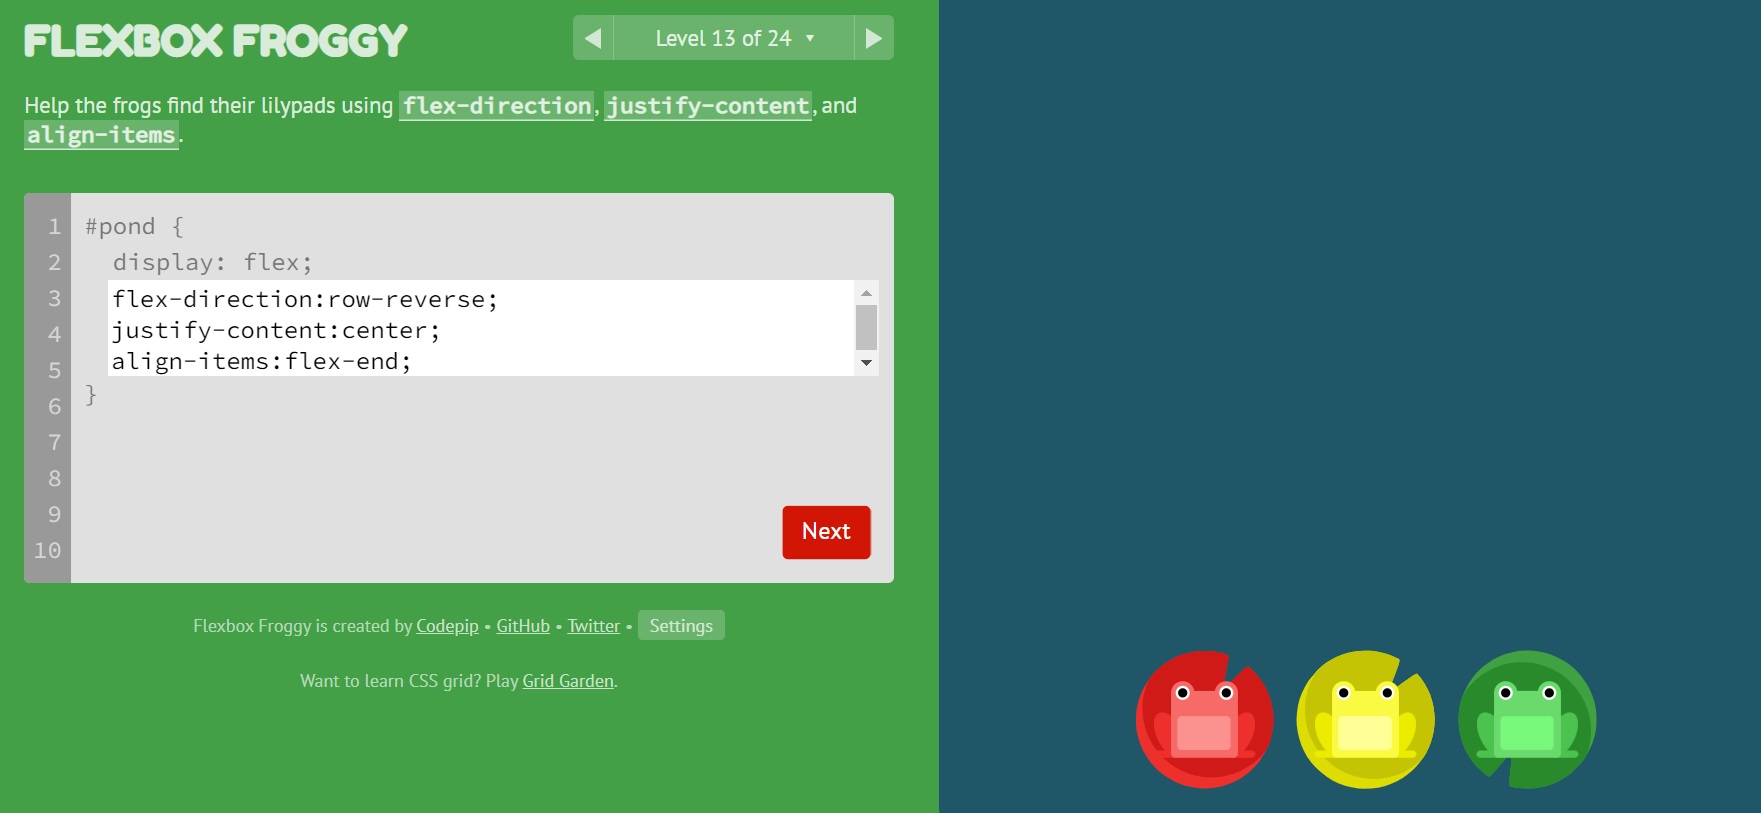 FLEXBOX FROGGY
Level 13 of 24
Help the frogs find their lilypads using flex-direction, justify-content, and
align-items.
1 #pond {
2 display: flex;
3 flex-direction:row-reverse;
4 justify-content:center;
5 align-items:flex-end;
6 }
7
8
9
10
Next
Flexbox Froggy is created by Codepip • GitHub • Twitter • Settings
Want to learn CSS grid? Play Grid Garden.